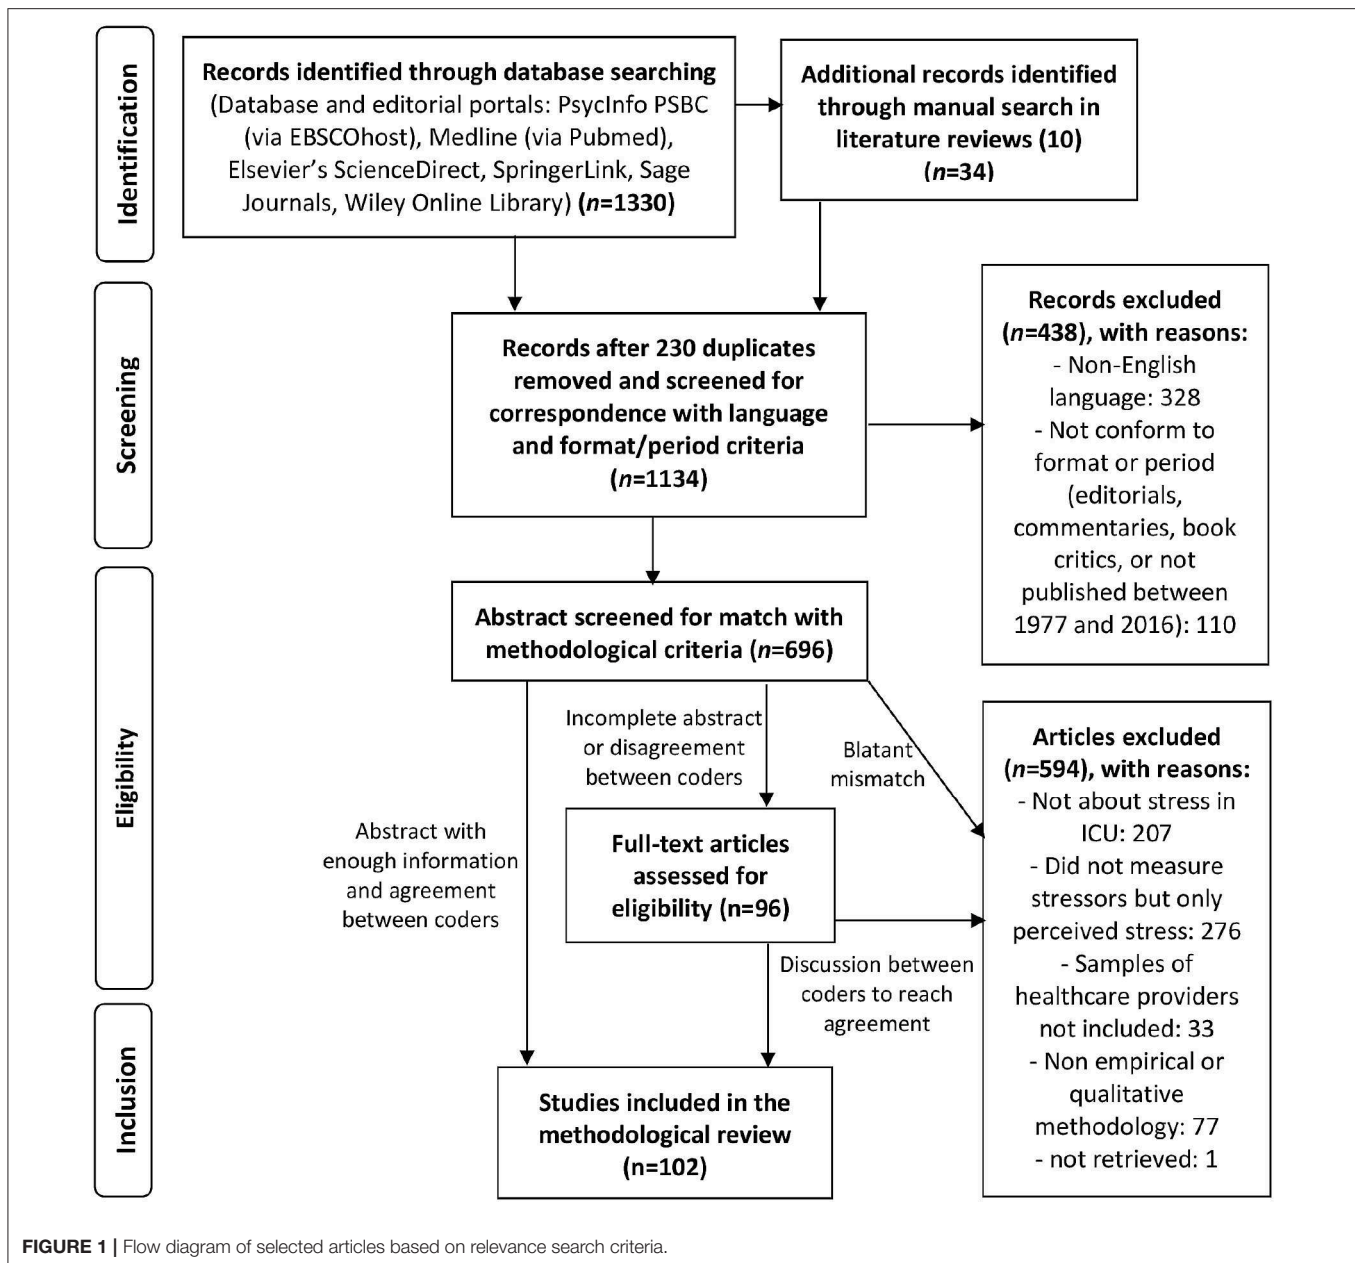 Identification
Records identified through database searching
(Database and editorial portals: PsycInfo PSBC
(via EBSCOhost), Medline (via Pubmed),
Elsevier’s ScienceDirect, SpringerLink, Sage
Journals, Wiley Online Library) (n=1330)
Additional records identified
through manual search in
literature reviews (10)
(n=34)
Screening
Records after 230 duplicates
removed and screened for
correspondence with language
and format/period criteria
(n=1134)
Records excluded
(n=438), with reasons:
- Non-English
language: 328
- Not conform to
format or period
(editorials,
commentaries, book
critics, or not
published between
1977 and 2016): 110
Eligibility
Abstract screened for match with
methodological criteria (n=696)
Incomplete abstract
or disagreement
between coders
Blatant
mismatch
Abstract with
enough information
and agreement
between coders
Full-text articles
assessed for
eligibility (n=96)
Discussion between
coders to reach
agreement
Articles excluded
(n=594), with reasons:
- Not about stress in
ICU: 207
- Did not measure
stressors but only
perceived stress: 276
- Samples of
healthcare providers
not included: 33
- Non empirical or
qualitative
methodology: 77
- not retrieved: 1
Inclusion
Studies included in the
methodological review
(n=102)
FIGURE 1 | Flow diagram of selected articles based on relevance search criteria.